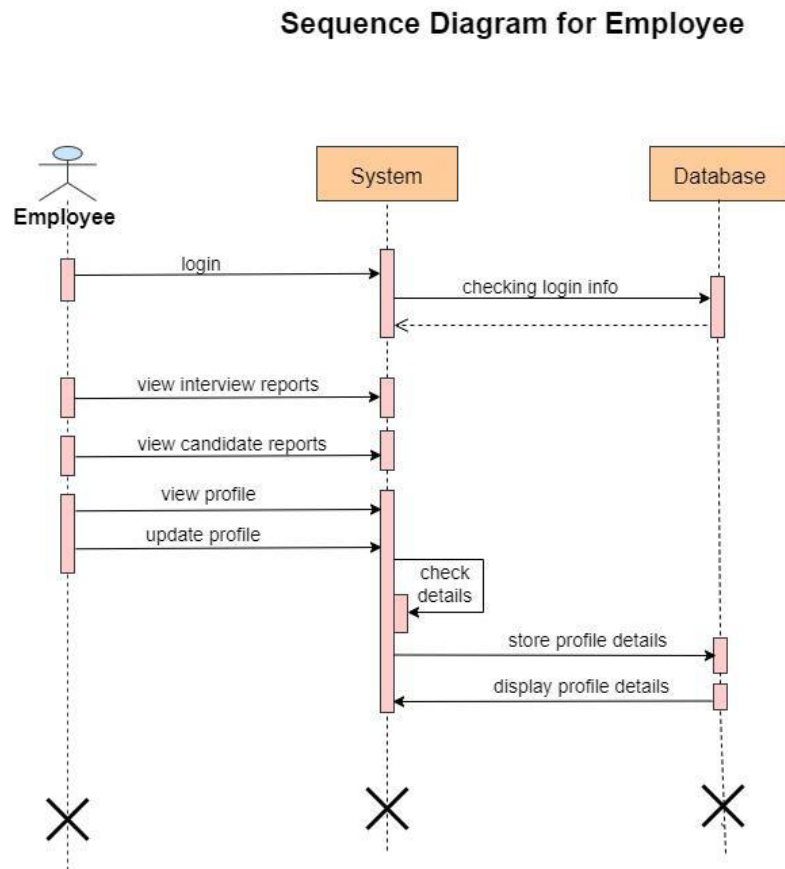 Sequence Diagram for Employee
System
Database
Employee
login
checking login info
view interview reports
view candidate reports
view profile
update profile
check
details
store profile details
display profile details